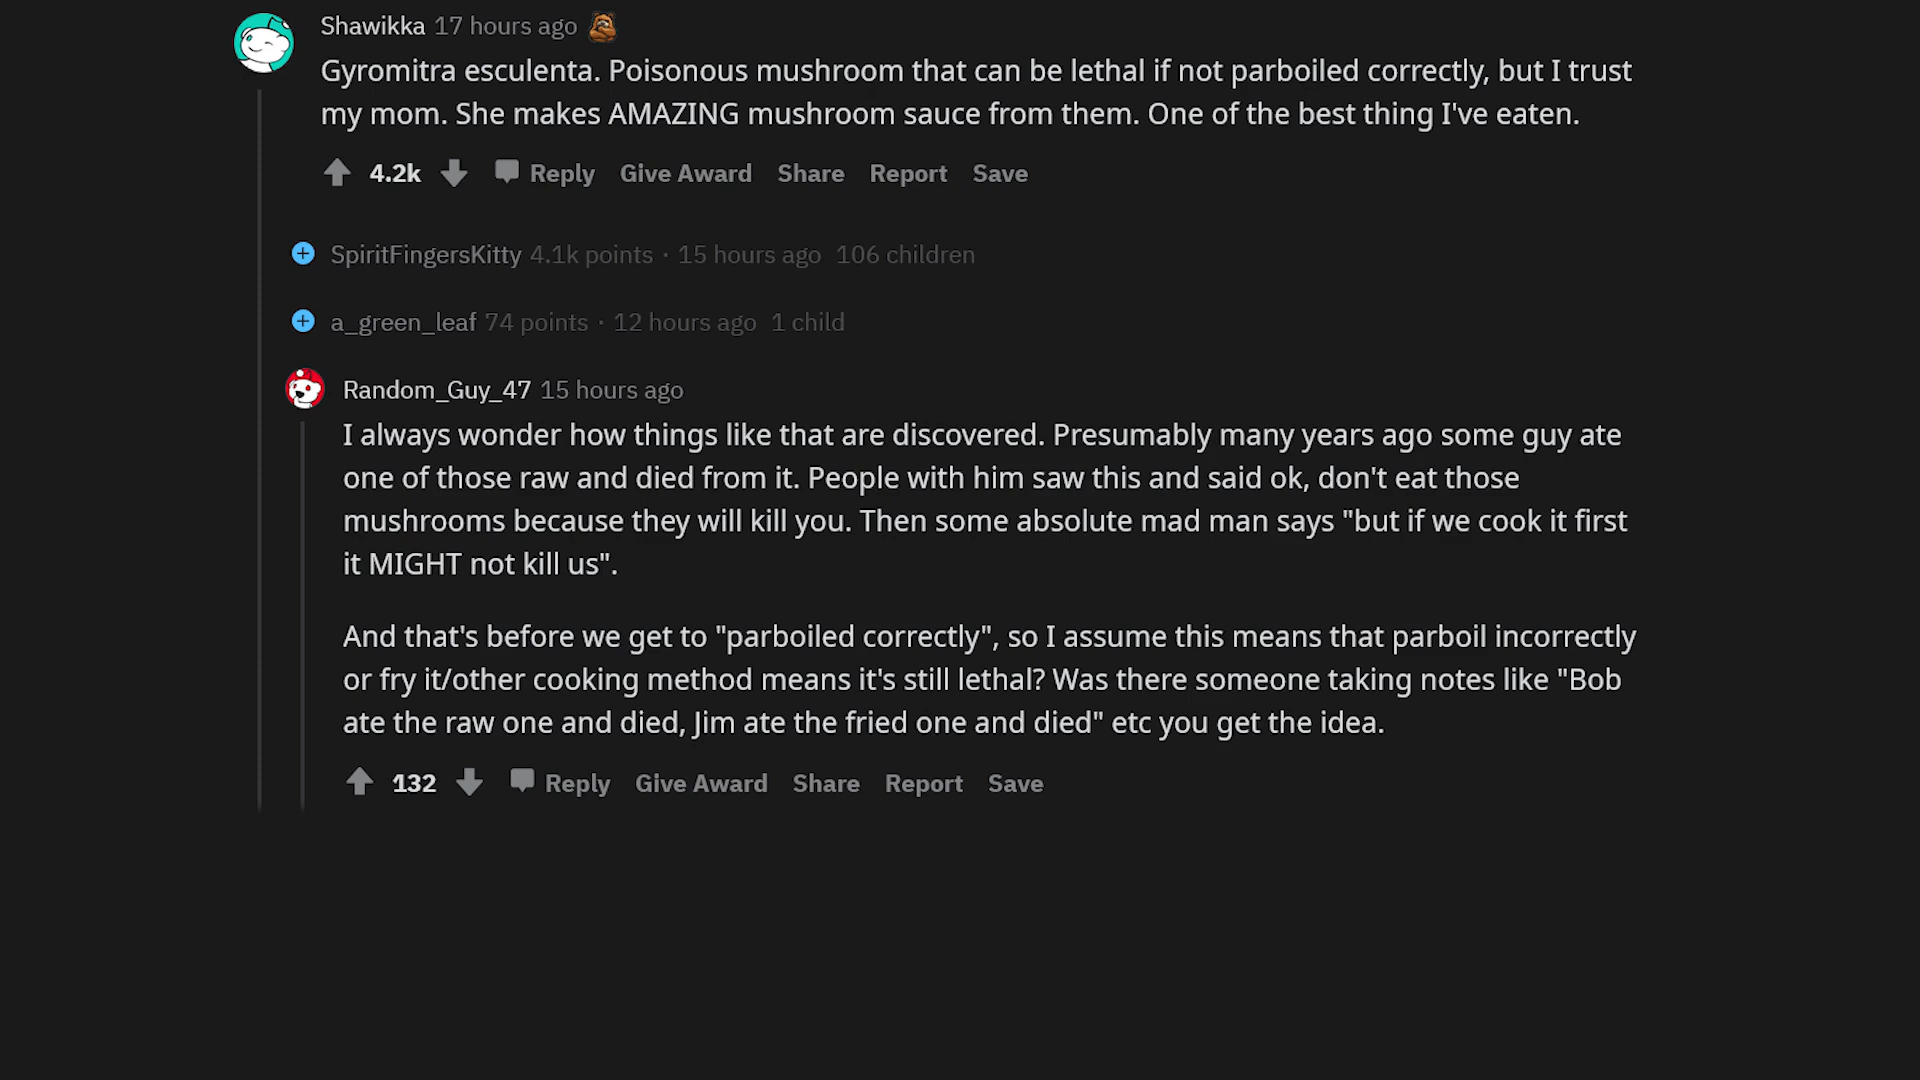 Shawikka 17 hours ago
Gyromitra esculenta. Poisonous mushroom that can be lethal if not parboiled correctly, but I trust
my mom. She makes AMAZING mushroom sauce from them. One of the best thing I've eaten.
4.2k Reply Give Award Share Report Save
SpiritFingersKitty 4.1k points · 15 hours ago 106 children
a_green_leaf 74 points · 12 hours ago 1 child
Random_Guy_47 15 hours ago
I always wonder how things like that are discovered. Presumably many years ago some guy ate
one of those raw and died from it. People with him saw this and said ok, don't eat those
mushrooms because they will kill you. Then some absolute mad man says "but if we cook it first
it MIGHT not kill us".
And that's before we get to "parboiled correctly", so I assume this means that parboil incorrectly
or fry it/other cooking method means it's still lethal? Was there someone taking notes like "Bob
ate the raw one and died, Jim ate the fried one and died" etc you get the idea.
132 Reply Give Award Share Report Save